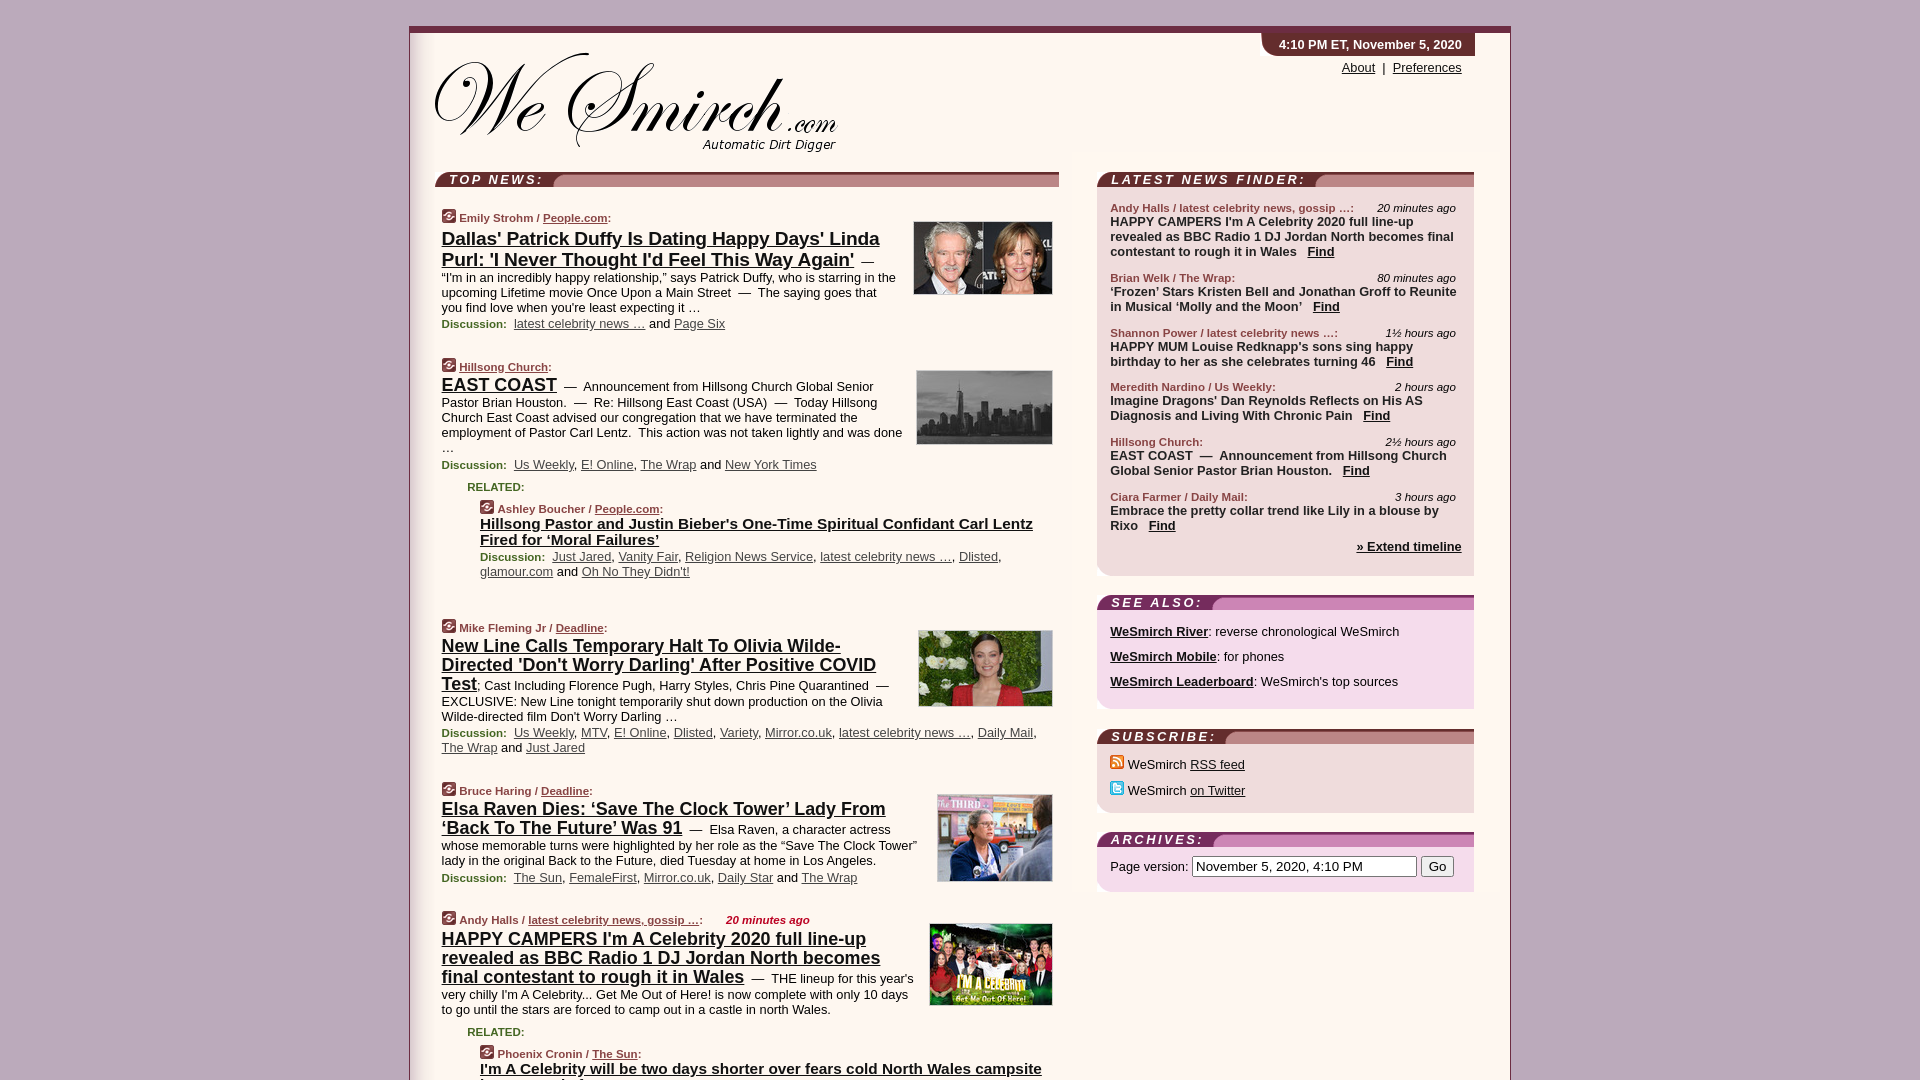 4:10 PM ET, November 5, 2020
About | Preferences
We Smirch .com
Automatic Dirt Digger
TOP NEWS:
Emily Strohm / People.com:
Dallas' Patrick Duffy Is Dating Happy Days' Linda
Purl: 'I Never Thought I'd Feel This Way Again' —
“I'm in an incredibly happy relationship,” says Patrick Duffy, who is starring in the
upcoming Lifetime movie Once Upon a Main Street — The saying goes that
you find love when you're least expecting it …
Discussion: latest celebrity news … and Page Six
Hillsong Church:
EAST COAST — Announcement from Hillsong Church Global Senior
Pastor Brian Houston. — Re: Hillsong East Coast (USA) — Today Hillsong
Church East Coast advised our congregation that we have terminated the
employment of Pastor Carl Lentz. This action was not taken lightly and was done
…
Discussion: Us Weekly, E! Online, The Wrap and New York Times
RELATED:
Ashley Boucher / People.com:
Hillsong Pastor and Justin Bieber's One-Time Spiritual Confidant Carl Lentz
Fired for ‘Moral Failures’
Discussion: Just Jared, Vanity Fair, Religion News Service, latest celebrity news …, Dlisted,
glamour.com and Oh No They Didn't!
Mike Fleming Jr / Deadline:
New Line Calls Temporary Halt To Olivia Wilde-
Directed 'Don't Worry Darling' After Positive COVID
Test; Cast Including Florence Pugh, Harry Styles, Chris Pine Quarantined —
EXCLUSIVE: New Line tonight temporarily shut down production on the Olivia
Wilde-directed film Don't Worry Darling …
Discussion: Us Weekly, MTV, E! Online, Dlisted, Variety, Mirror.co.uk, latest celebrity news …, Daily Mail,
The Wrap and Just Jared
Bruce Haring / Deadline:
Elsa Raven Dies: ‘Save The Clock Tower’ Lady From
‘Back To The Future’ Was 91 — Elsa Raven, a character actress
whose memorable turns were highlighted by her role as the “Save The Clock Tower”
lady in the original Back to the Future, died Tuesday at home in Los Angeles.
Discussion: The Sun, FemaleFirst, Mirror.co.uk, Daily Star and The Wrap
Andy Halls / latest celebrity news, gossip …: 20 minutes ago
HAPPY CAMPERS I'm A Celebrity 2020 full line-up
revealed as BBC Radio 1 DJ Jordan North becomes
final contestant to rough it in Wales — THE lineup for this year's
very chilly I'm A Celebrity... Get Me Out of Here! is now complete with only 10 days
to go until the stars are forced to camp out in a castle in north Wales.
I'M A CELEBRITY
Get Me Out Of Here!
RELATED:
Phoenix Cronin / The Sun:
I'm A Celebrity will be two days shorter over fears cold North Wales campsite
LATEST NEWS FINDER:
Andy Halls / latest celebrity news, gossip …: 20 minutes ago
HAPPY CAMPERS I'm A Celebrity 2020 full line-up
revealed as BBC Radio 1 DJ Jordan North becomes final
contestant to rough it in Wales Find
Brian Welk / The Wrap: 80 minutes ago
‘Frozen’ Stars Kristen Bell and Jonathan Groff to Reunite
in Musical ‘Molly and the Moon’ Find
Shannon Power / latest celebrity news …: 1½ hours ago
HAPPY MUM Louise Redknapp's sons sing happy
birthday to her as she celebrates turning 46 Find
Meredith Nardino / Us Weekly: 2 hours ago
Imagine Dragons' Dan Reynolds Reflects on His AS
Diagnosis and Living With Chronic Pain Find
Hillsong Church: 2½ hours ago
EAST COAST — Announcement from Hillsong Church
Global Senior Pastor Brian Houston. Find
Ciara Farmer / Daily Mail: 3 hours ago
Embrace the pretty collar trend like Lily in a blouse by
Rixo Find
» Extend timeline
SEE ALSO:
WeSmirch River: reverse chronological WeSmirch
WeSmirch Mobile: for phones
WeSmirch Leaderboard: WeSmirch's top sources
SUBSCRIBE:
WeSmirch RSS feed
WeSmirch on Twitter
ARCHIVES:
Page version: November 5, 2020, 4:10 PM Go